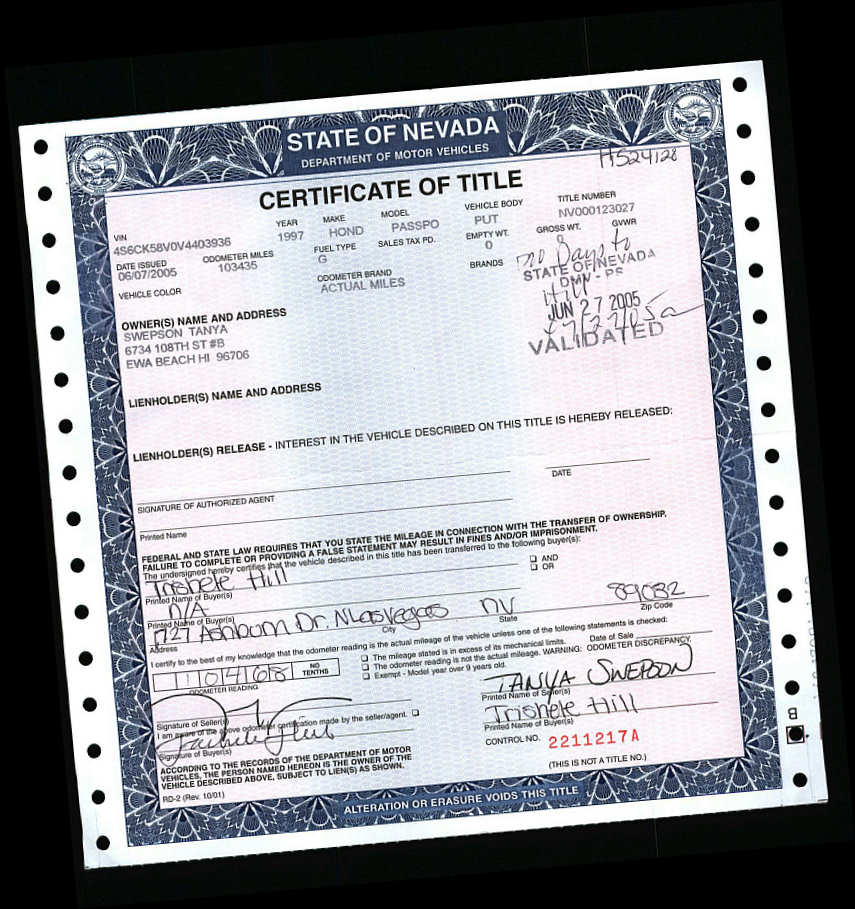 STATE OF NEVADA
DEPARTMENT OF MOTOR VEHICLES
H524128
CERTIFICATE OF TITLE
VIN YEAR MAKE MODEL VEHICLE BODY TITLE NUMBER
4S6CK58V0V4403936 1997 HOND PASSPO PUT NV000123027
DATE ISSUED ODOMETER MILES FUEL TYPE SALES TAX PD. EMPTY WT. GROSS WT. GVWR
06/07/2005 103435 G 0 0
VEHICLE COLOR ODOMETER BRAND BRANDS
ACTUAL MILES
STATE OF NEVADA
DMV - PS
JUN 27 2005
VALIDATED
OWNER(S) NAME AND ADDRESS
SWEPSON TANYA
6734 108TH ST #B
EWA BEACH HI 96706
LIENHOLDER(S) NAME AND ADDRESS
LIENHOLDER(S) RELEASE - INTEREST IN THE VEHICLE DESCRIBED ON THIS TITLE IS HEREBY RELEASED:
SIGNATURE OF AUTHORIZED AGENT DATE
Printed Name
FEDERAL AND STATE LAW REQUIRES THAT YOU STATE THE MILEAGE IN CONNECTION WITH THE TRANSFER OF OWNERSHIP.
FAILURE TO COMPLETE OR PROVIDING A FALSE STATEMENT MAY RESULT IN FINES AND/OR IMPRISONMENT.
The undersigned hereby certifies that the vehicle described in this title has been transferred to the following buyer(s):
Trishele Hill AND
Printed Name of Buyer(s) OR
N/A
Printed Name of Buyer(s)
1727 Ashburn Dr. N Las Vegas NV 89032
Address City State Zip Code
I certify to the best of my knowledge that the odometer reading is the actual mileage of the vehicle unless one of the following statements is checked:
110468 NO TENTHS
ODOMETER READING
The mileage stated is in excess of its mechanical limits. Date of Sale
The odometer reading is not the actual mileage. WARNING: ODOMETER DISCREPANCY.
Exempt - Model year over 9 years old.
TANYA SWEPSON
Signature of Seller(s) Printed Name of Seller(s)
I am aware of the above odometer certification made by the seller/agent.
Trishele Hill
Signature of Buyer(s) Printed Name of Buyer(s)
ACCORDING TO THE RECORDS OF THE DEPARTMENT OF MOTOR
VEHICLES, THE PERSON NAMED HEREON IS THE OWNER OF THE
VEHICLE DESCRIBED ABOVE, SUBJECT TO LIEN(S) AS SHOWN.
CONTROL NO. 2211217A
(THIS IS NOT A TITLE NO.)
RD-2 (Rev. 10/01)
ALTERATION OR ERASURE VOIDS THIS TITLE
B